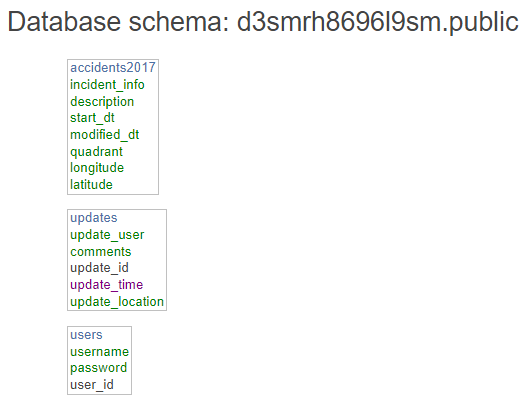 Database schema: d3smrh8696l9sm.public
accidents2017
incident_info
description
start_dt
modified_dt
quadrant
longitude
latitude
updates
update_user
comments
update_id
update_time
update_location
users
username
password
user_id